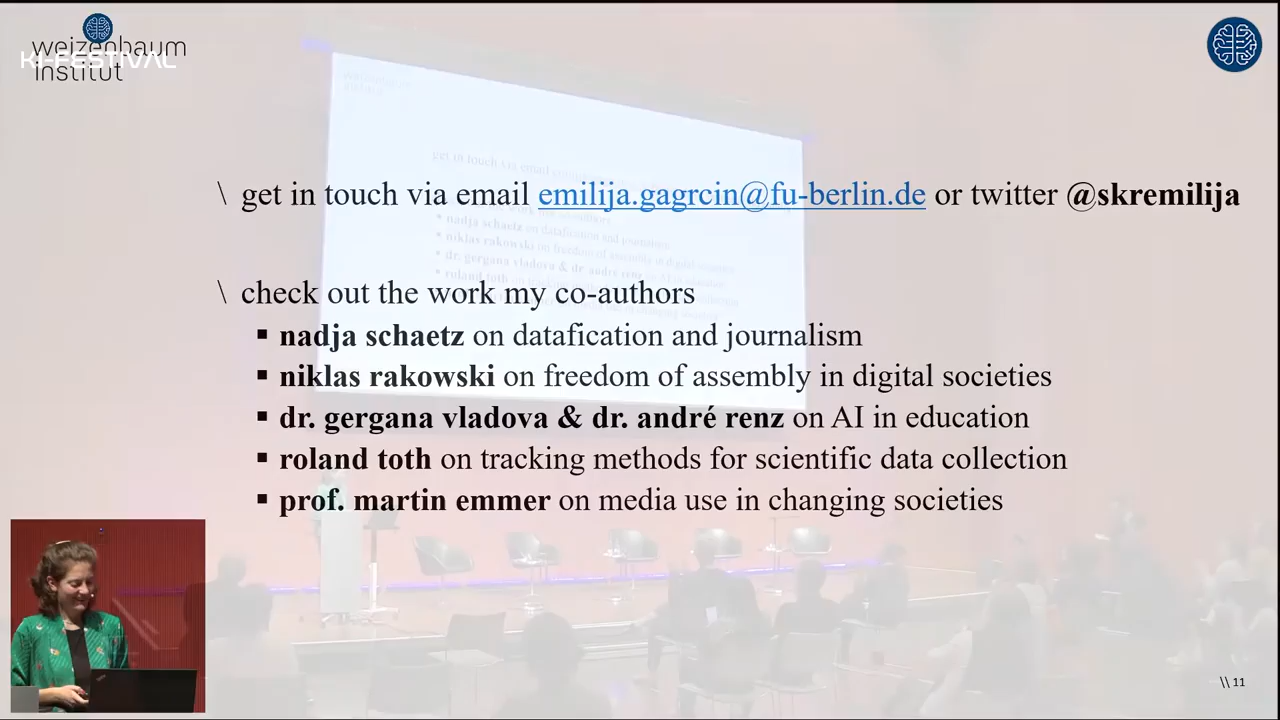 weizenbaum
institut
KI-FESTIVAL
\ get in touch via email emilija.gagrcin@fu-berlin.de or twitter @skremilija
\ check out the work my co-authors
▪ nadja schaetz on datafication and journalism
▪ niklas rakowski on freedom of assembly in digital societies
▪ dr. gergana vladova & dr. andré renz on AI in education
▪ roland toth on tracking methods for scientific data collection
▪ prof. martin emmer on media use in changing societies
\\ 11